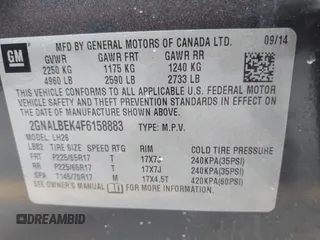 GM
MFD BY GENERAL MOTORS OF CANADA LTD.
09/14
GVWR GAWR FRT GAWR RR
2250 KG 1175 KG 1240 KG
4960 LB 2590 LB 2733 LB
THIS VEHICLE CONFORMS TO ALL APPLICABLE U.S.
FEDERAL MOTOR VEHICLE SAFETY AND THEFT
PREVENTION STANDARDS IN EFFECT ON THE
DATE OF MANUFACTURE SHOWN ABOVE.
2GNALBEK4F6158883 TYPE: M.P.V.
MODEL: LH26
LBB2 TIRE SIZE SPEED RTG RIM COLD TIRE PRESSURE
FRT P225/65R17 T 17X7J 240KPA(35PSI)
RR P225/65R17 T 17X7J 240KPA(35PSI)
SPA T145/70R17 M 17X4.5T 420KPA(60PSI)
SEE OWNER'S MANUAL FOR MORE INFORMATION.